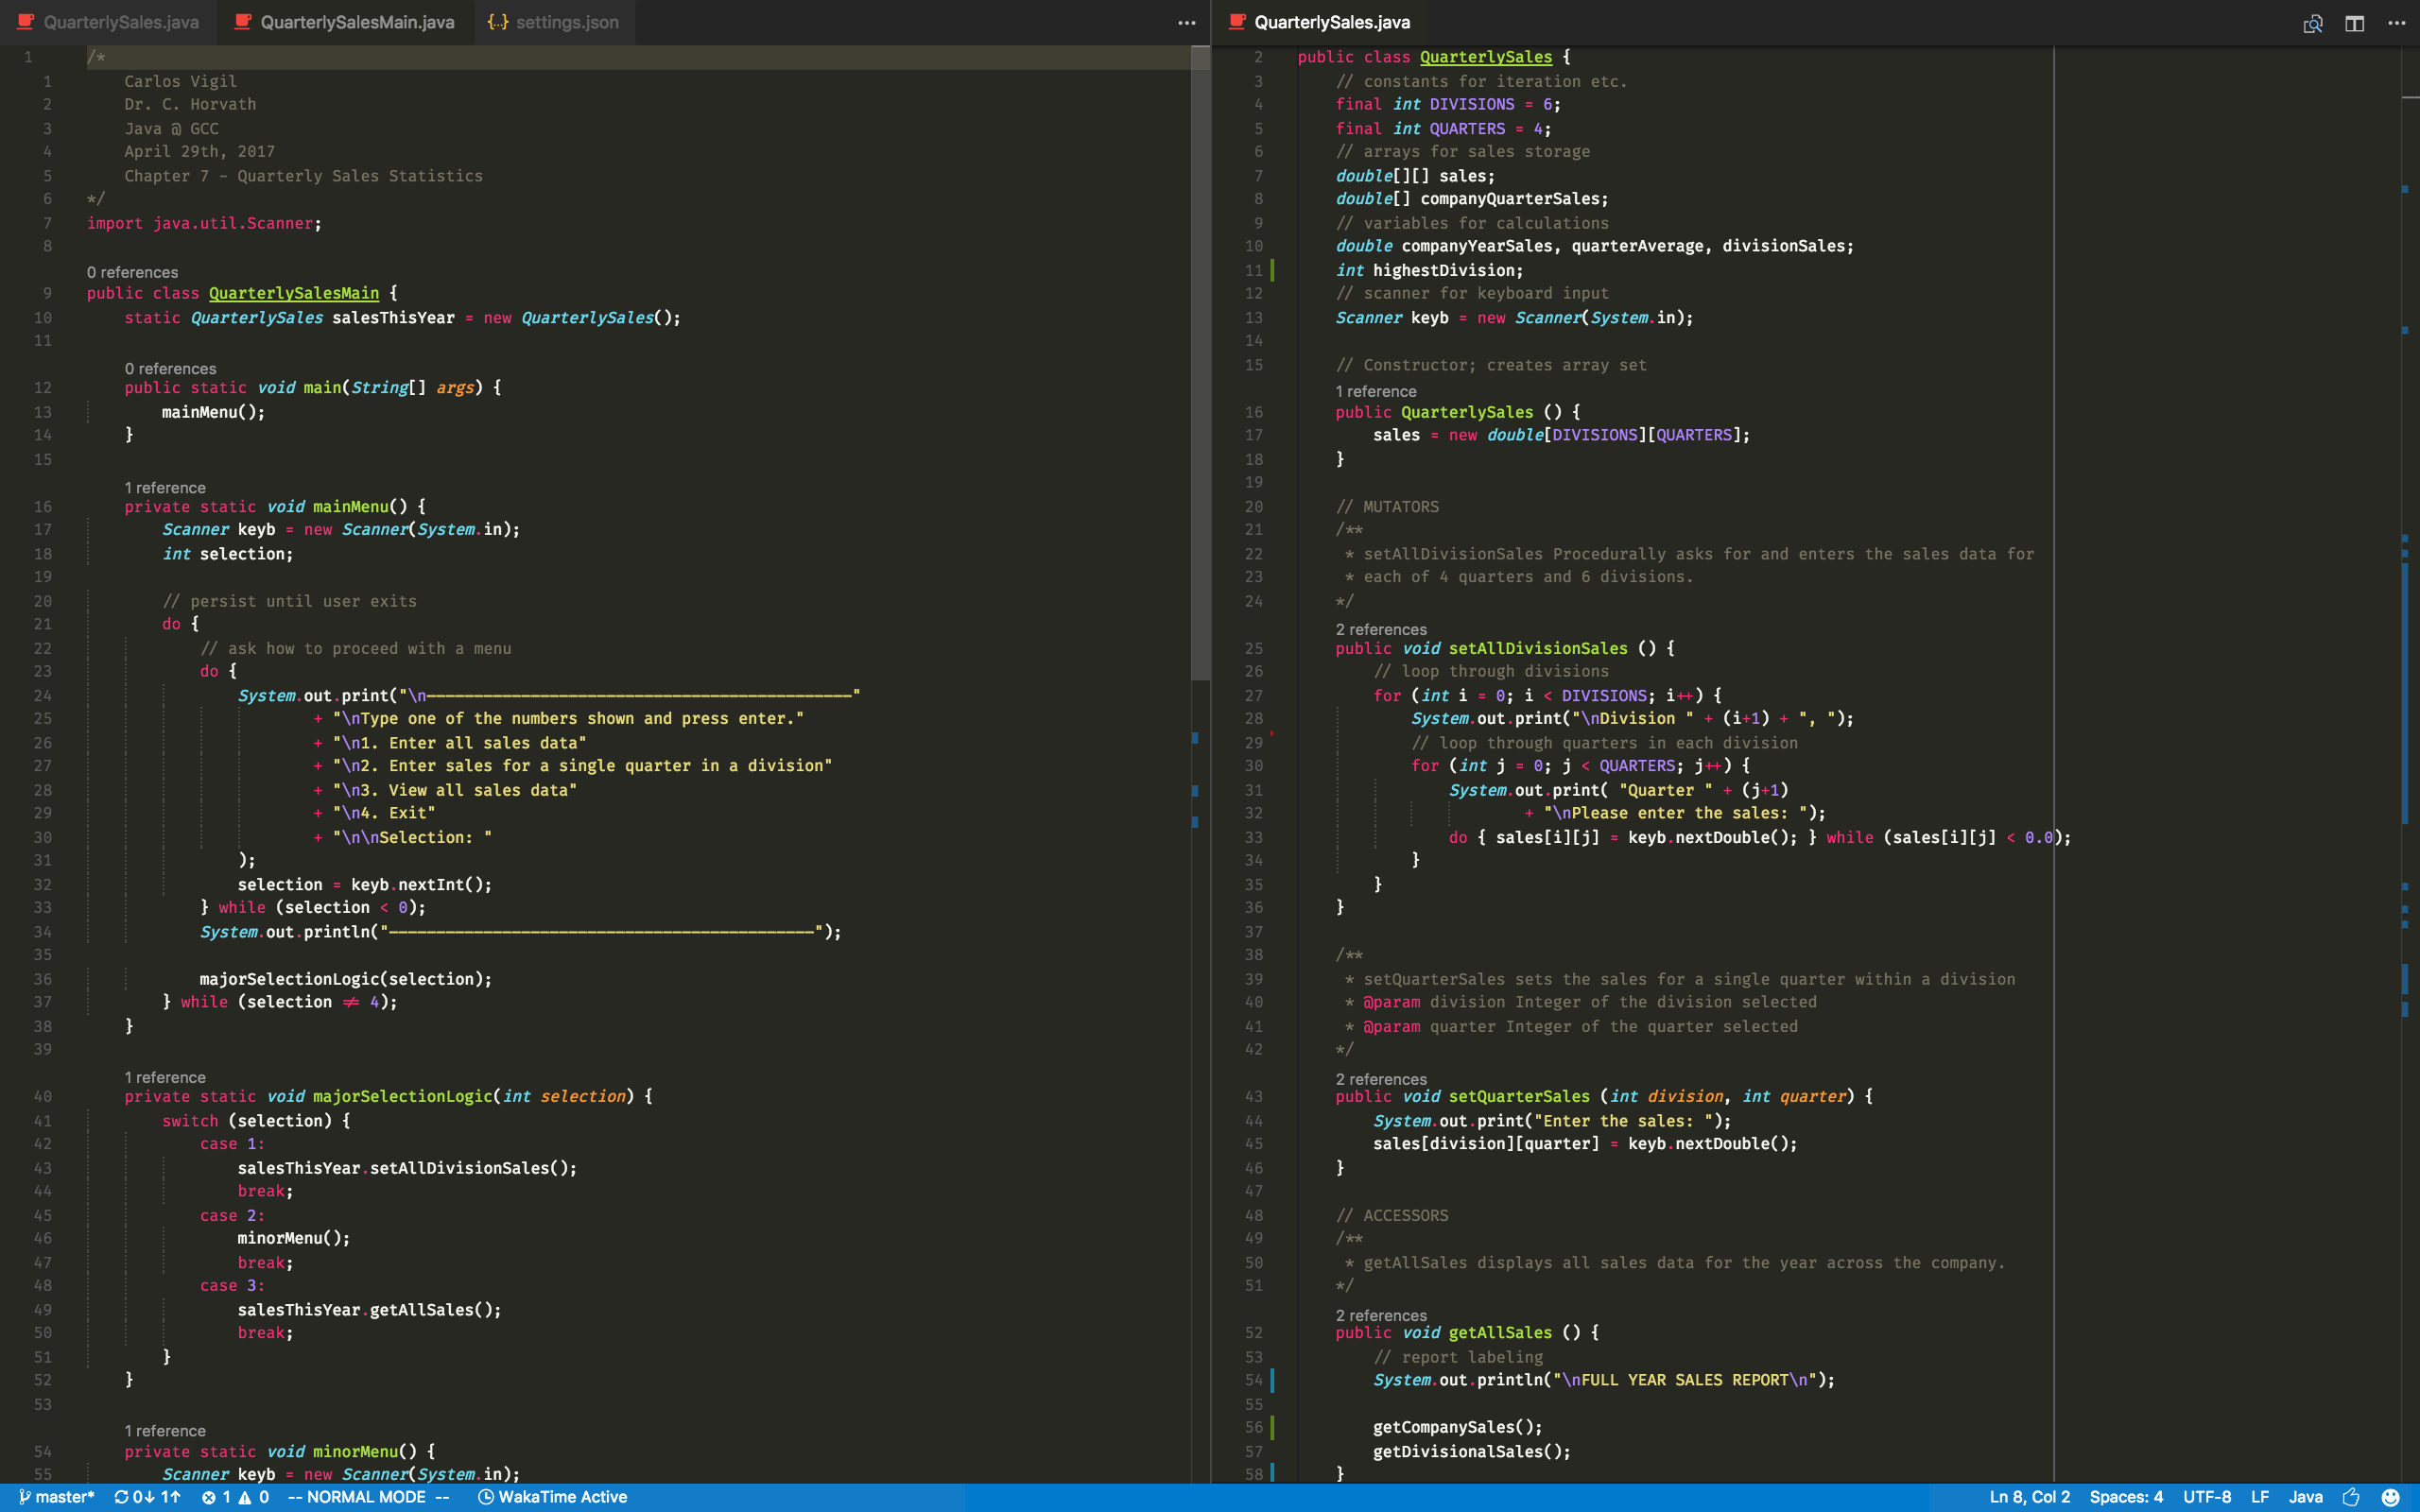 QuarterlySales.java QuarterlySalesMain.java {..} settings.json ...
1 /*
1 Carlos Vigil
2 Dr. C. Horvath
3 Java @ GCC
4 April 29th, 2017
5 Chapter 7 - Quarterly Sales Statistics
6 */
7 import java.util.Scanner;
8
0 references
9 public class QuarterlySalesMain {
10 static QuarterlySales salesThisYear = new QuarterlySales();
11
0 references
12 public static void main(String[] args) {
13 mainMenu();
14 }
15
1 reference
16 private static void mainMenu() {
17 Scanner keyb = new Scanner(System.in);
18 int selection;
19
20 // persist until user exits
21 do {
22 // ask how to proceed with a menu
23 do {
24 System.out.print("\n—————————————————————————————————————————————"
25 + "\nType one of the numbers shown and press enter."
26 + "\n1. Enter all sales data"
27 + "\n2. Enter sales for a single quarter in a division"
28 + "\n3. View all sales data"
29 + "\n4. Exit"
30 + "\n\nSelection: "
31 );
32 selection = keyb.nextInt();
33 } while (selection < 0);
34 System.out.println("—————————————————————————————————————————————");
35
36 majorSelectionLogic(selection);
37 } while (selection ≠ 4);
38 }
39
1 reference
40 private static void majorSelectionLogic(int selection) {
41 switch (selection) {
42 case 1:
43 salesThisYear.setAllDivisionSales();
44 break;
45 case 2:
46 minorMenu();
47 break;
48 case 3:
49 salesThisYear.getAllSales();
50 break;
51 }
52 }
53
1 reference
54 private static void minorMenu() {
55 Scanner keyb = new Scanner(System.in);
QuarterlySales.java ...
2 public class QuarterlySales {
3 // constants for iteration etc.
4 final int DIVISIONS = 6;
5 final int QUARTERS = 4;
6 // arrays for sales storage
7 double[][] sales;
8 double[] companyQuarterSales;
9 // variables for calculations
10 double companyYearSales, quarterAverage, divisionSales;
11 int highestDivision;
12 // scanner for keyboard input
13 Scanner keyb = new Scanner(System.in);
14
15 // Constructor; creates array set
1 reference
16 public QuarterlySales () {
17 sales = new double[DIVISIONS][QUARTERS];
18 }
19
20 // MUTATORS
21 /**
22 * setAllDivisionSales Procedurally asks for and enters the sales data for
23 * each of 4 quarters and 6 divisions.
24 */
2 references
25 public void setAllDivisionSales () {
26 // loop through divisions
27 for (int i = 0; i < DIVISIONS; i++) {
28 System.out.print("\nDivision " + (i+1) + ", ");
29 // loop through quarters in each division
30 for (int j = 0; j < QUARTERS; j++) {
31 System.out.print( "Quarter " + (j+1)
32 + "\nPlease enter the sales: ");
33 do { sales[i][j] = keyb.nextDouble(); } while (sales[i][j] < 0.0);
34 }
35 }
36 }
37
38 /**
39 * setQuarterSales sets the sales for a single quarter within a division
40 * @param division Integer of the division selected
41 * @param quarter Integer of the quarter selected
42 */
2 references
43 public void setQuarterSales (int division, int quarter) {
44 System.out.print("Enter the sales: ");
45 sales[division][quarter] = keyb.nextDouble();
46 }
47
48 // ACCESSORS
49 /**
50 * getAllSales displays all sales data for the year across the company.
51 */
2 references
52 public void getAllSales () {
53 // report labeling
54 System.out.println("\nFULL YEAR SALES REPORT\n");
55
56 getCompanySales();
57 getDivisionalSales();
58 }
master* 0↓ 1↑ 1 0 -- NORMAL MODE -- WakaTime Active Ln 8, Col 2 Spaces: 4 UTF-8 LF Java